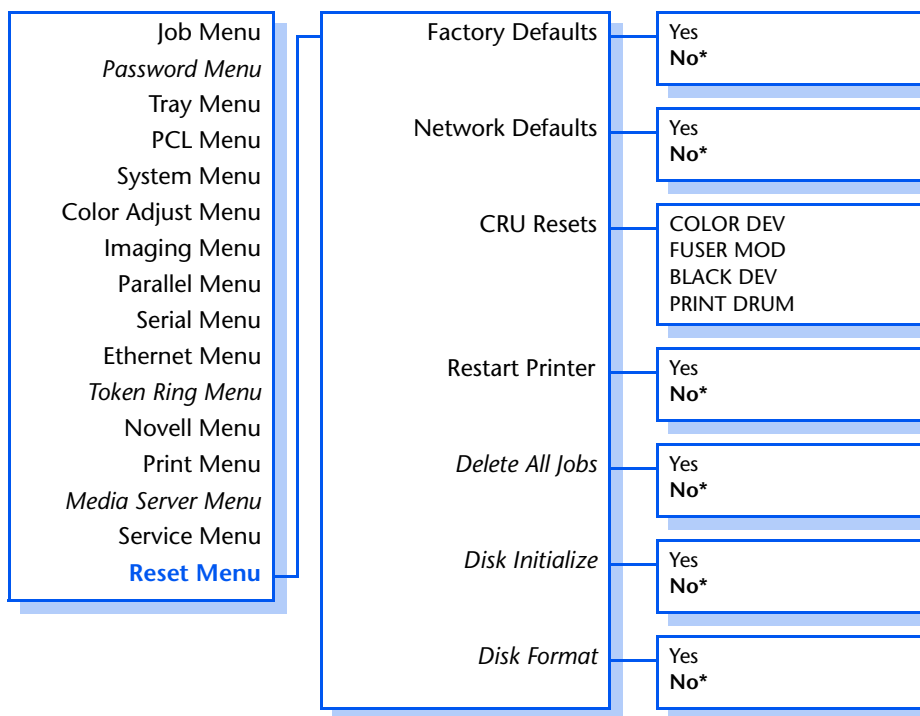 Job Menu
Password Menu
Tray Menu
PCL Menu
System Menu
Color Adjust Menu
Imaging Menu
Parallel Menu
Serial Menu
Ethernet Menu
Token Ring Menu
Novell Menu
Print Menu
Media Server Menu
Service Menu
Reset Menu
Factory Defaults
Yes
No*
Network Defaults
Yes
No*
CRU Resets
COLOR DEV
FUSER MOD
BLACK DEV
PRINT DRUM
Restart Printer
Yes
No*
Delete All Jobs
Yes
No*
Disk Initialize
Yes
No*
Disk Format
Yes
No*